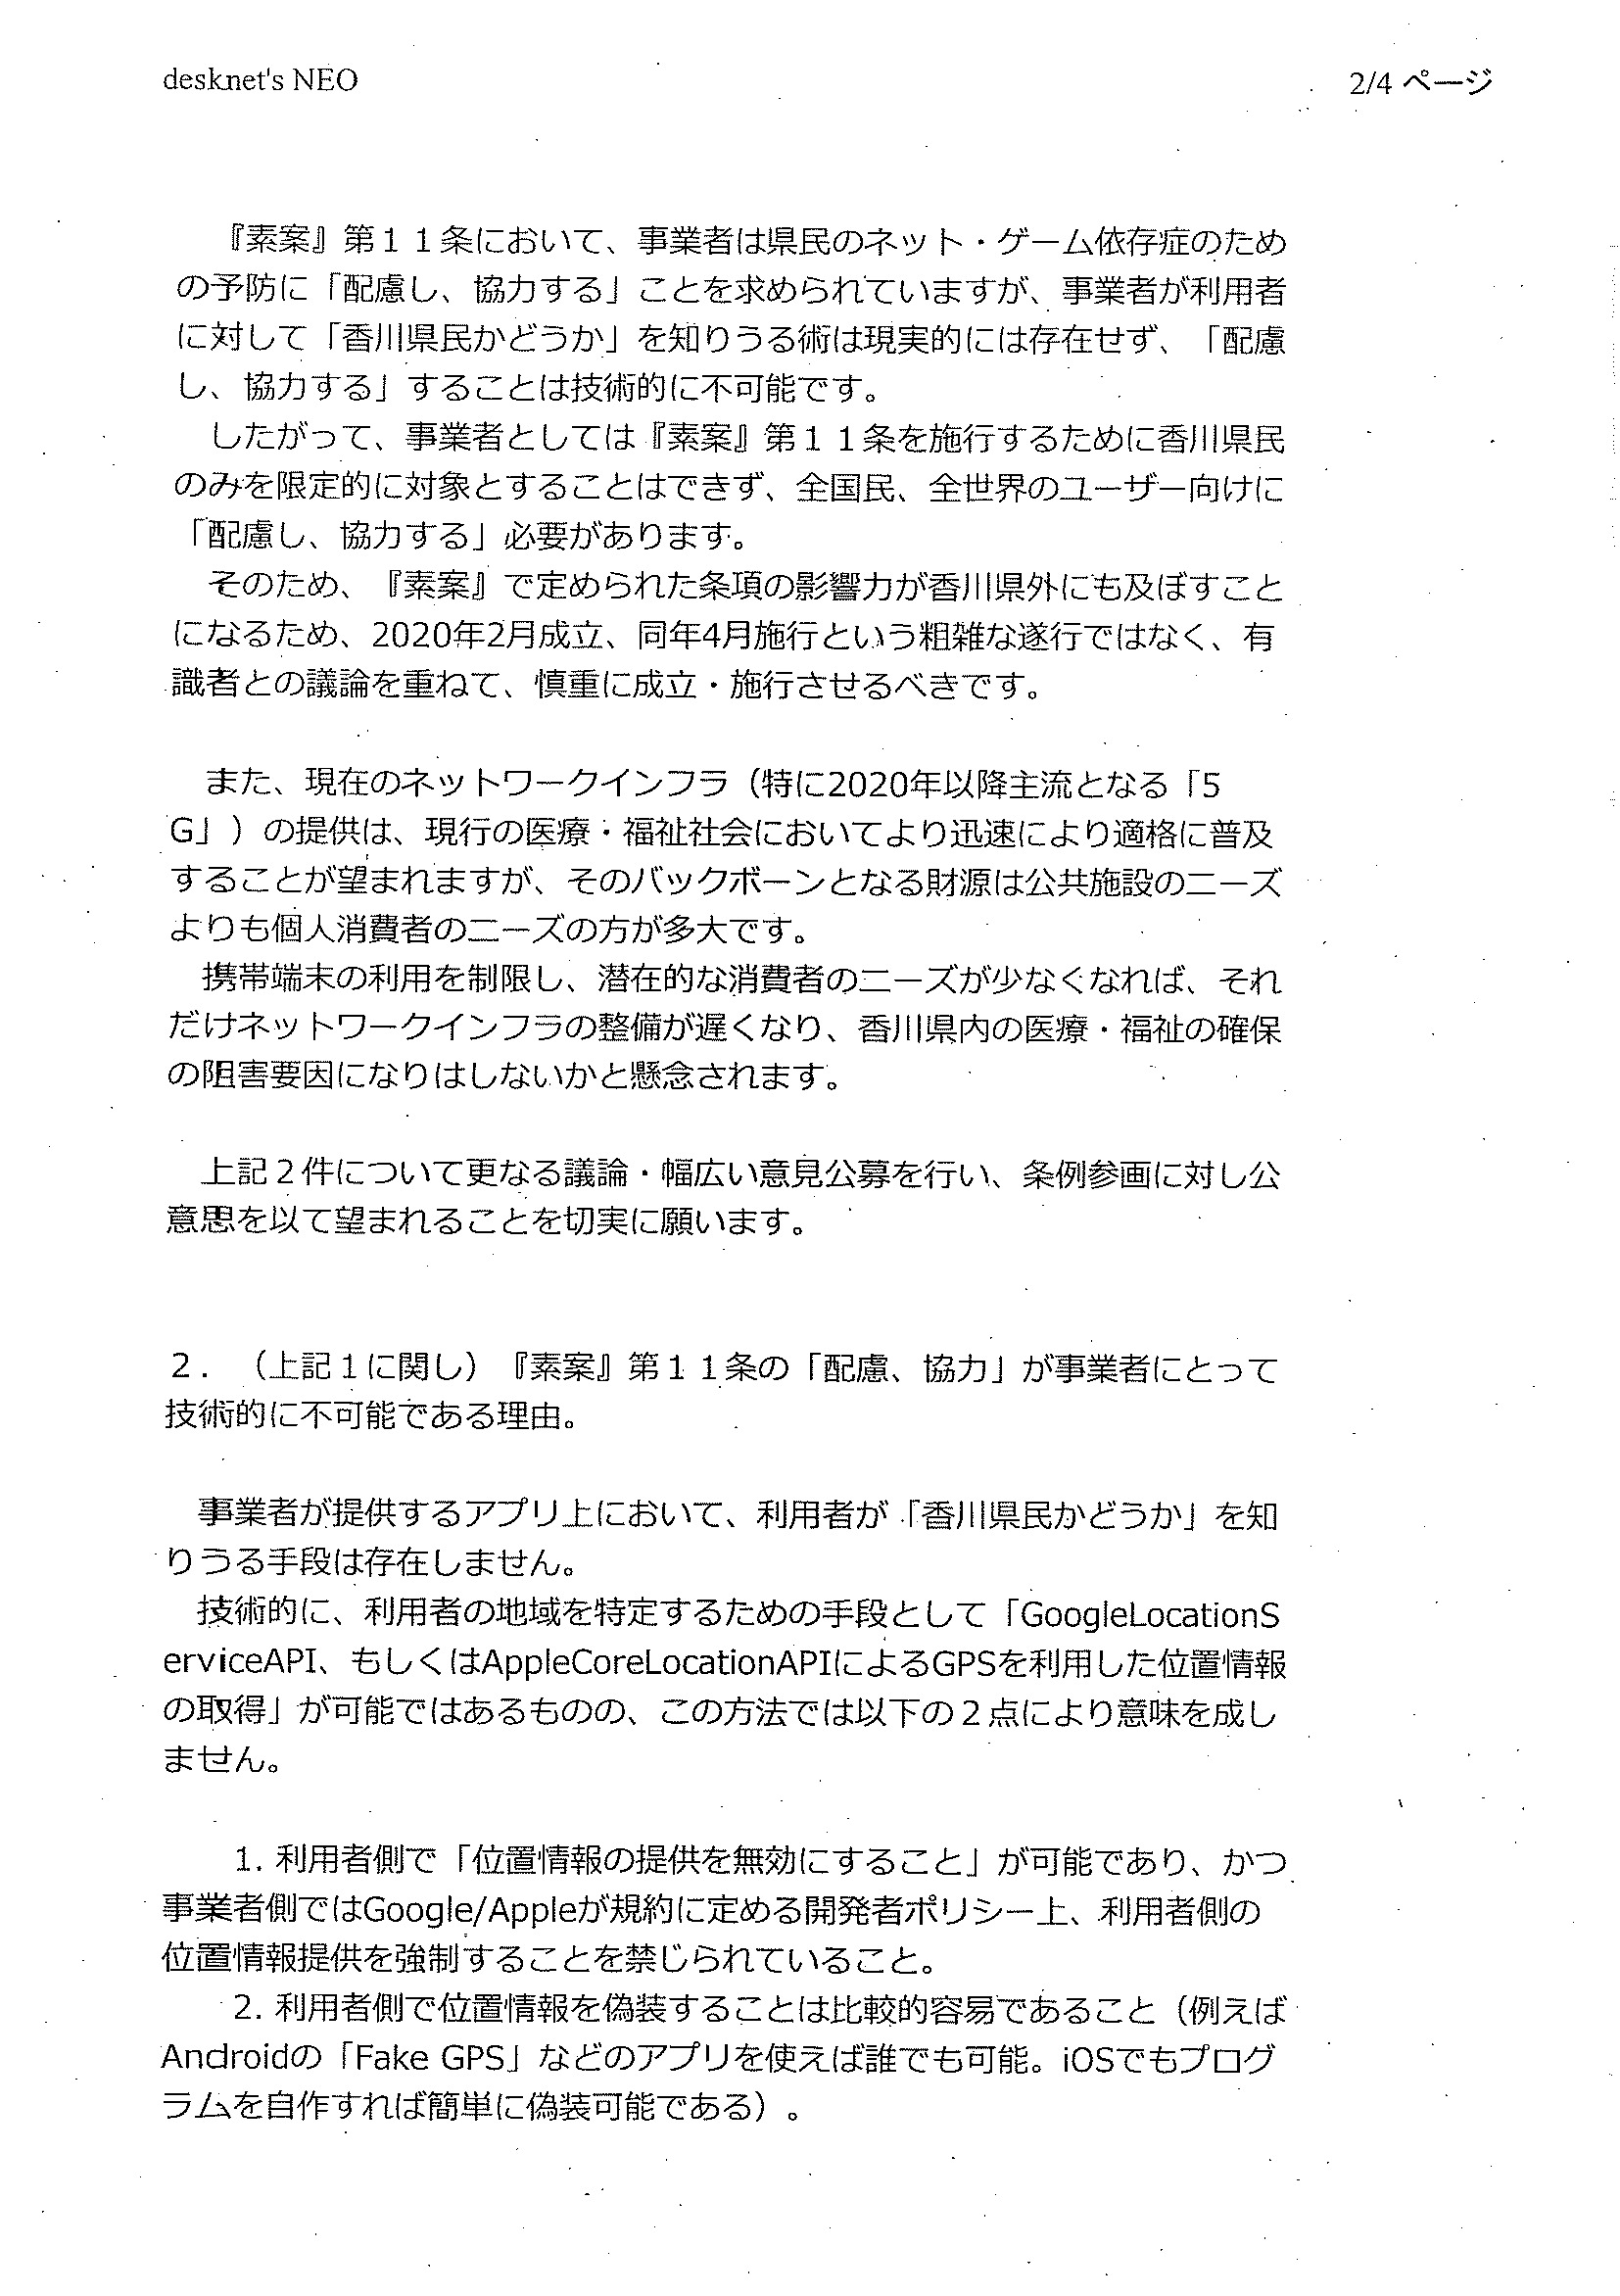 desknet's NEO
2/4 ページ
『素案』第１１条において、事業者は県民のネット・ゲーム依存症のため
の予防に「配慮し、協力する」ことを求められていますが、事業者が利用者
に対して「香川県民かどうか」を知りうる術は現実的には存在せず、「配慮
し、協力する」することは技術的に不可能です。
したがって、事業者としては『素案』第１１条を施行するために香川県民
のみを限定的に対象とすることはできず、全国民、全世界のユーザー向けに
「配慮し、協力する」必要があります。
そのため、『素案』で定められた条項の影響力が香川県外にも及ぼすこと
になるため、2020年2月成立、同年4月施行という粗雑な遂行ではなく、有
識者との議論を重ねて、慎重に成立・施行させるべきです。
また、現在のネットワークインフラ（特に2020年以降主流となる「5
G」）の提供は、現行の医療・福祉社会においてより迅速により適格に普及
することが望まれますが、そのバックボーンとなる財源は公共施設のニーズ
よりも個人消費者のニーズの方が多大です。
携帯端末の利用を制限し、潜在的な消費者のニーズが少なくなれば、それ
だけネットワークインフラの整備が遅くなり、香川県内の医療・福祉の確保
の阻害要因になりはしないかと懸念されます。
上記２件について更なる議論・幅広い意見公募を行い、条例参画に対し公
意思を以て望まれることを切実に願います。
２．（上記１に関し）『素案』第１１条の「配慮、協力」が事業者にとって
技術的に不可能である理由。
事業者が提供するアプリ上において、利用者が「香川県民かどうか」を知
りうる手段は存在しません。
技術的に、利用者の地域を特定するための手段として「GoogleLocationS
erviceAPI、もしくはAppleCoreLocationAPIによるGPSを利用した位置情報
の取得」が可能ではあるものの、この方法では以下の２点により意味を成し
ません。
1. 利用者側で「位置情報の提供を無効にすること」が可能であり、かつ
事業者側ではGoogle/Appleが規約に定める開発者ポリシー上、利用者側の
位置情報提供を強制することを禁じられていること。
2. 利用者側で位置情報を偽装することは比較的容易であること（例えば
Androidの「Fake GPS」などのアプリを使えば誰でも可能。iOSでもプログ
ラムを自作すれば簡単に偽装可能である）。